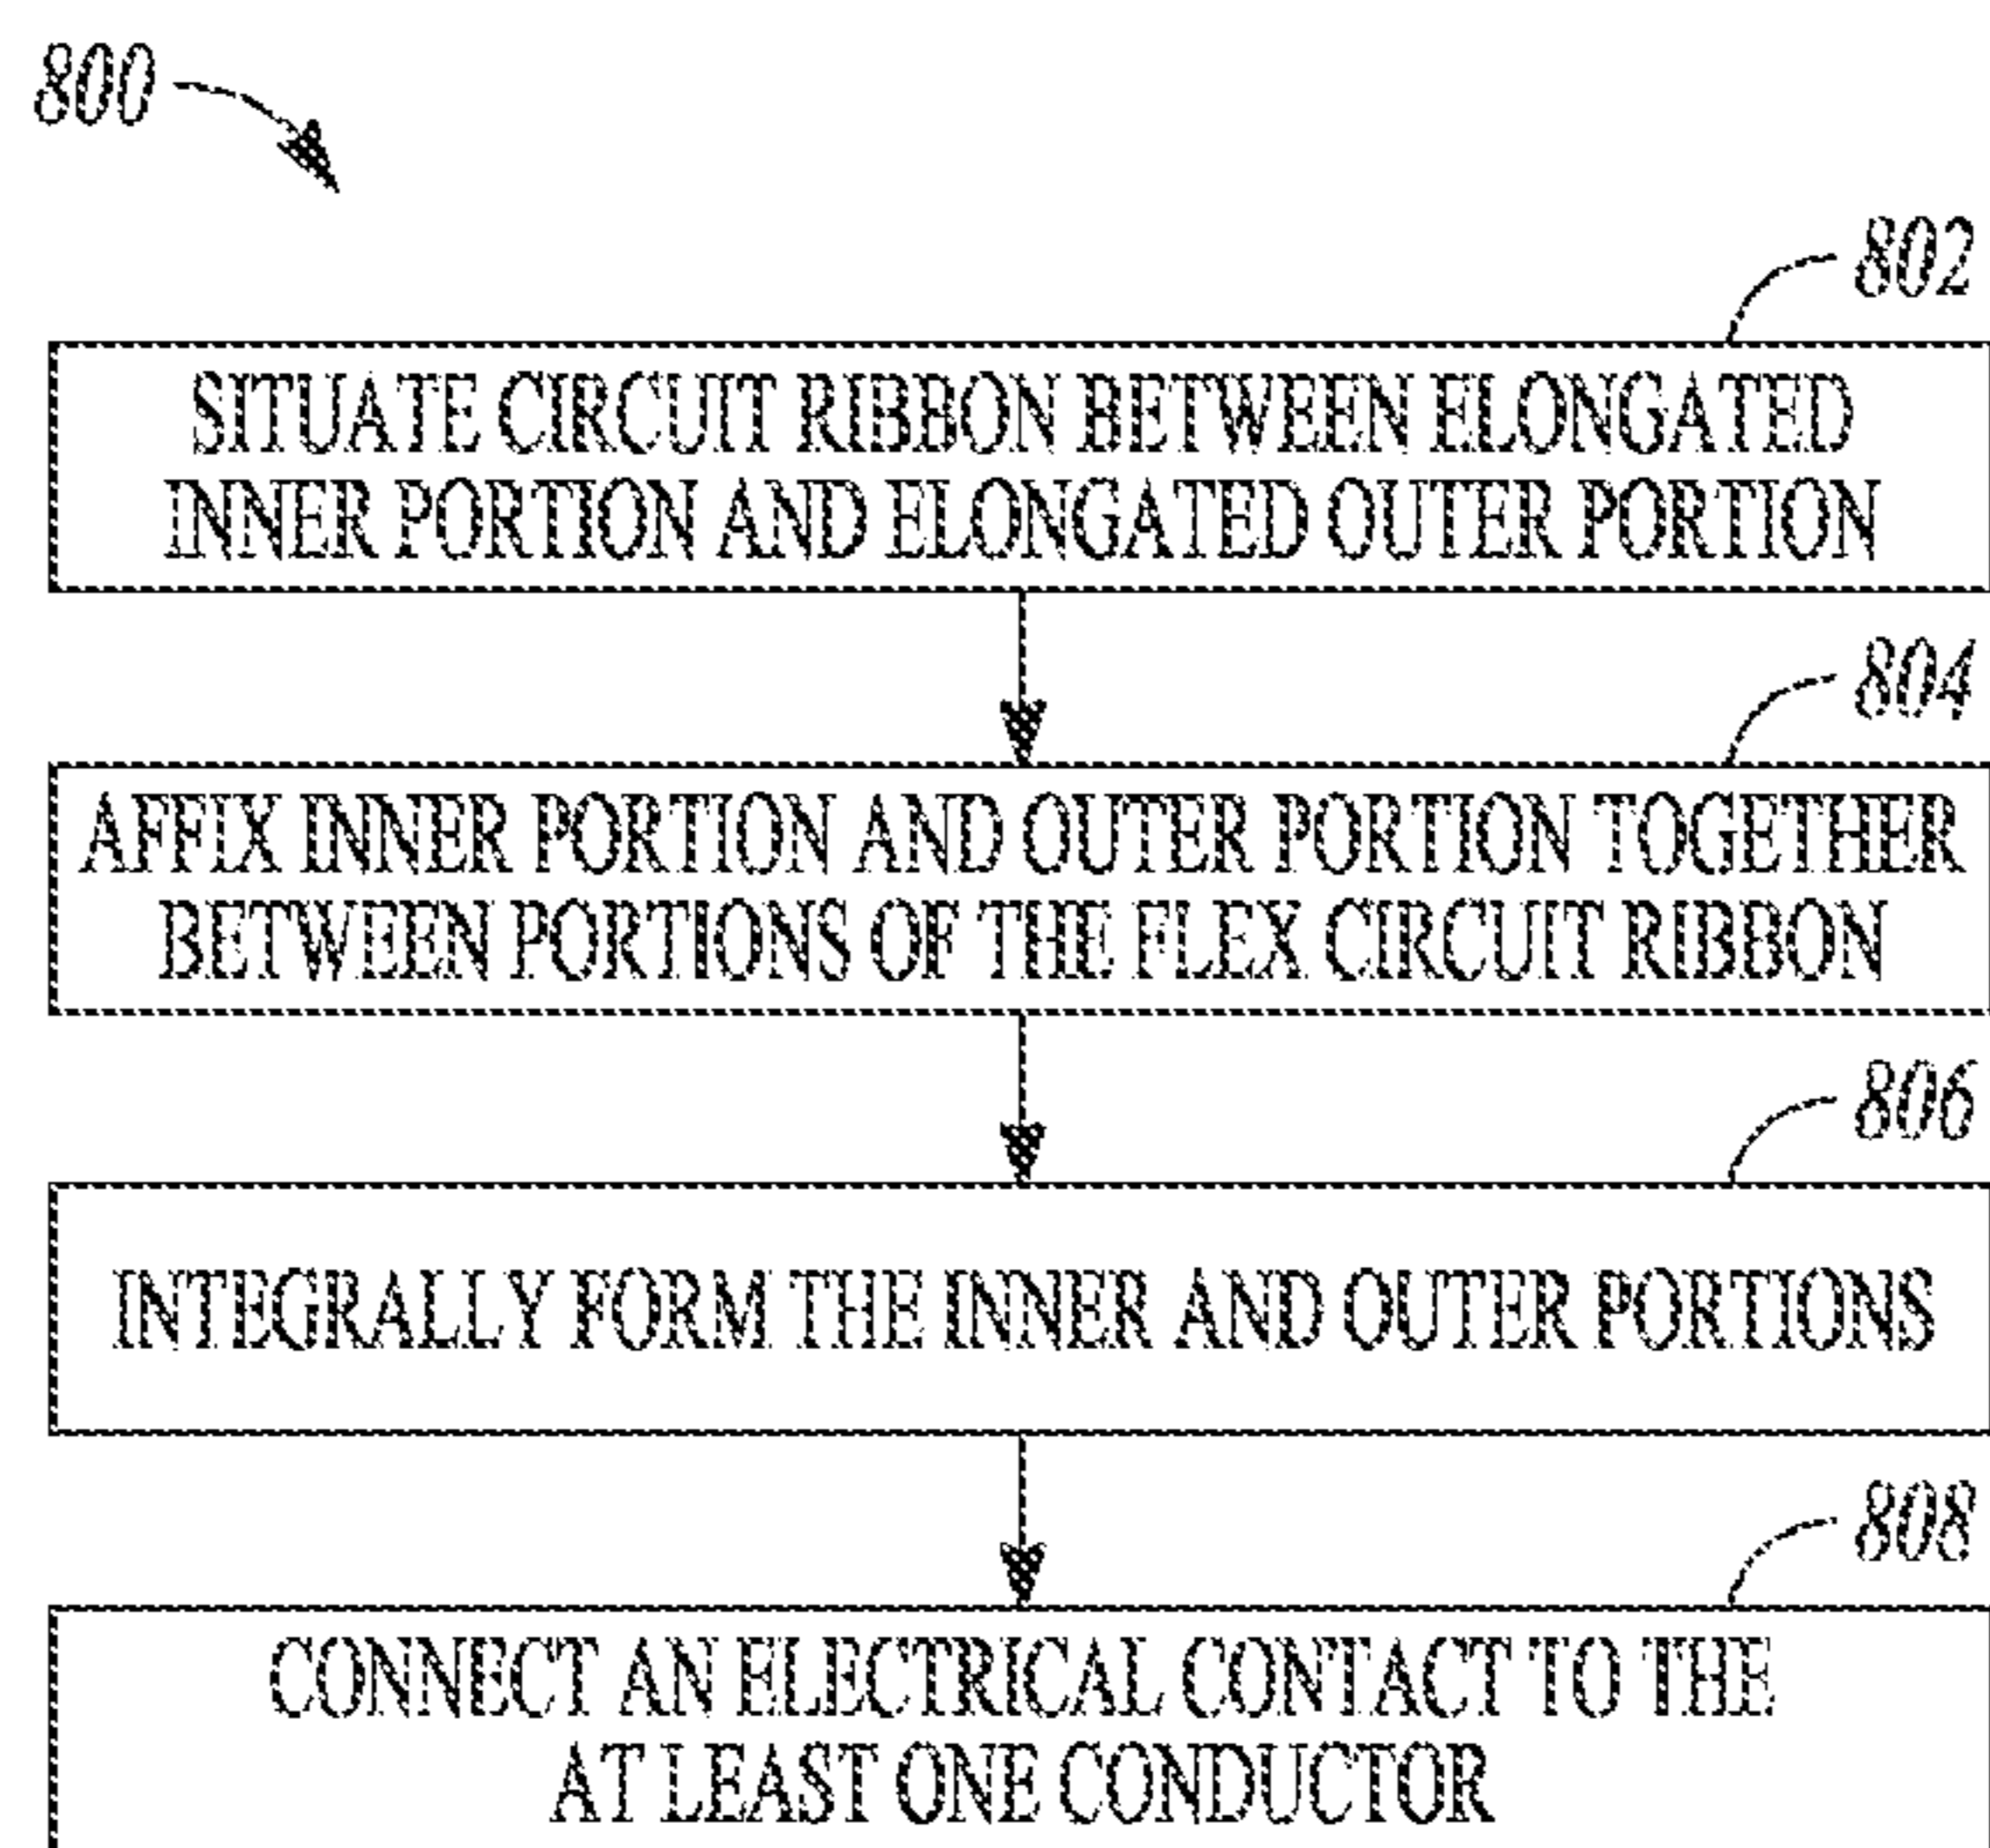 800
802
SITUATE CIRCUIT RIBBON BETWEEN ELONGATED
INNER PORTION AND ELONGATED OUTER PORTION
804
AFFIX INNER PORTION AND OUTER PORTION TOGETHER
BETWEEN PORTIONS OF THE FLEX CIRCUIT RIBBON
806
INTEGRALLY FORM THE INNER AND OUTER PORTIONS
808
CONNECT AN ELECTRICAL CONTACT TO THE
AT LEAST ONE CONDUCTOR